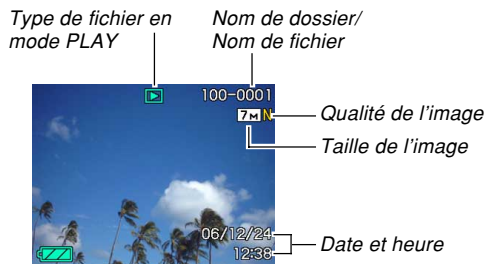 Type de fichier en
mode PLAY
Nom de dossier/
Nom de fichier
100-0001
7M N
Qualité de l'image
Taille de l'image
06/12/24
12:38
Date et heure